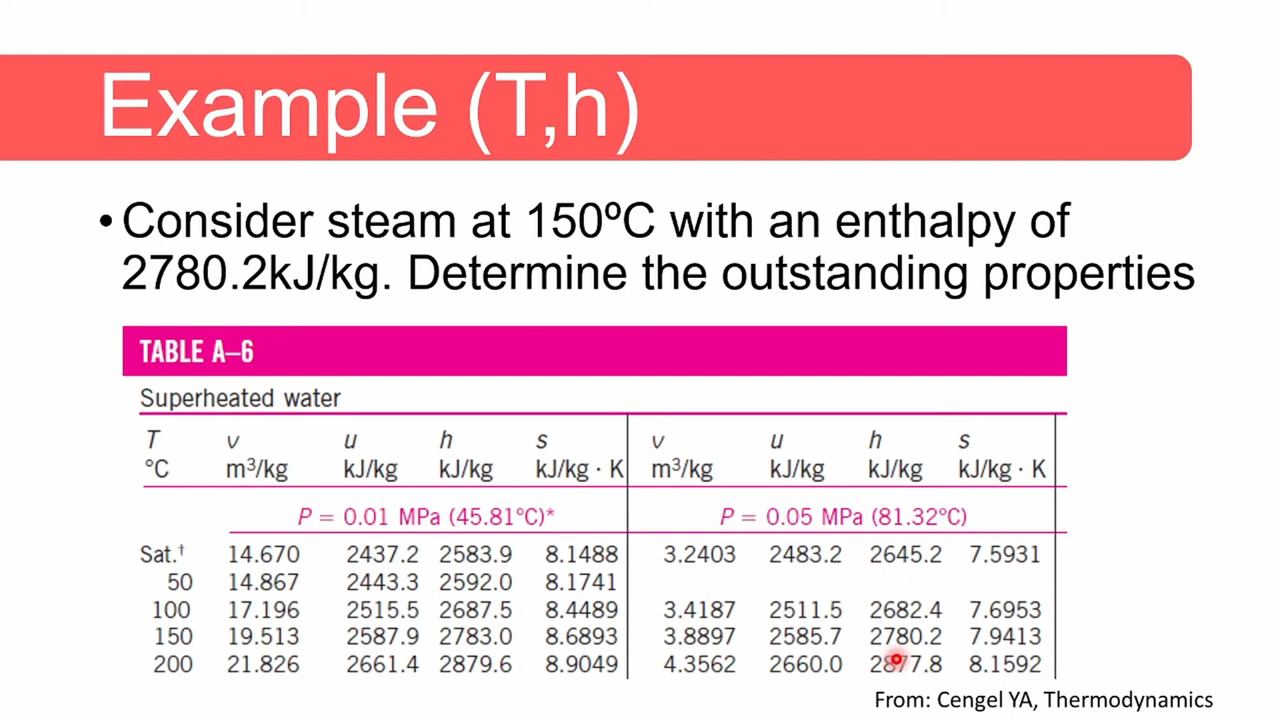 Example (T,h)
• Consider steam at 150ºC with an enthalpy of
2780.2kJ/kg. Determine the outstanding properties
TABLE A–6
Superheated water
T v u h s v u h s
°C m³/kg kJ/kg kJ/kg kJ/kg · K m³/kg kJ/kg kJ/kg kJ/kg · K
P = 0.01 MPa (45.81°C)* P = 0.05 MPa (81.32°C)
Sat.† 14.670 2437.2 2583.9 8.1488 3.2403 2483.2 2645.2 7.5931
50 14.867 2443.3 2592.0 8.1741
100 17.196 2515.5 2687.5 8.4489 3.4187 2511.5 2682.4 7.6953
150 19.513 2587.9 2783.0 8.6893 3.8897 2585.7 2780.2 7.9413
200 21.826 2661.4 2879.6 8.9049 4.3562 2660.0 2877.8 8.1592
From: Cengel YA, Thermodynamics